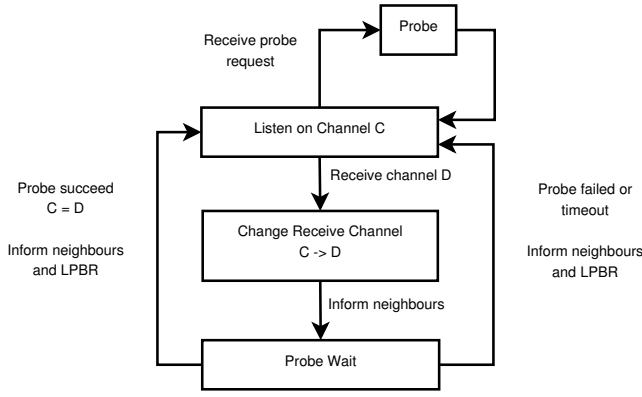 Probe
Receive probe
request
Listen on Channel C
Receive channel D
Probe succeed
C = D
Inform neighbours
and LPBR
Probe failed or
timeout
Inform neighbours
and LPBR
Change Receive Channel
C -> D
Inform neighbours
Probe Wait